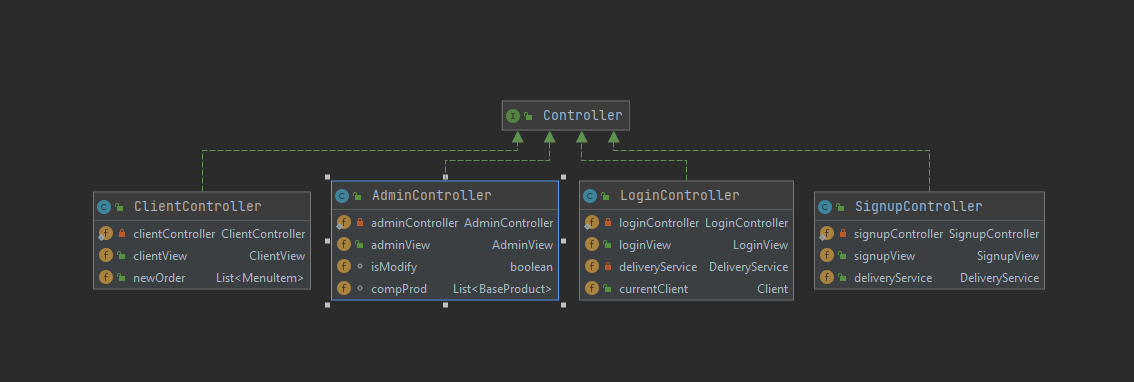 Controller
ClientController
clientController ClientController
clientView ClientView
newOrder List<MenuItem>
AdminController
adminController AdminController
adminView AdminView
isModify boolean
compProd List<BaseProduct>
LoginController
loginController LoginController
loginView LoginView
deliveryService DeliveryService
currentClient Client
SignupController
signupController SignupController
signupView SignupView
deliveryService DeliveryService